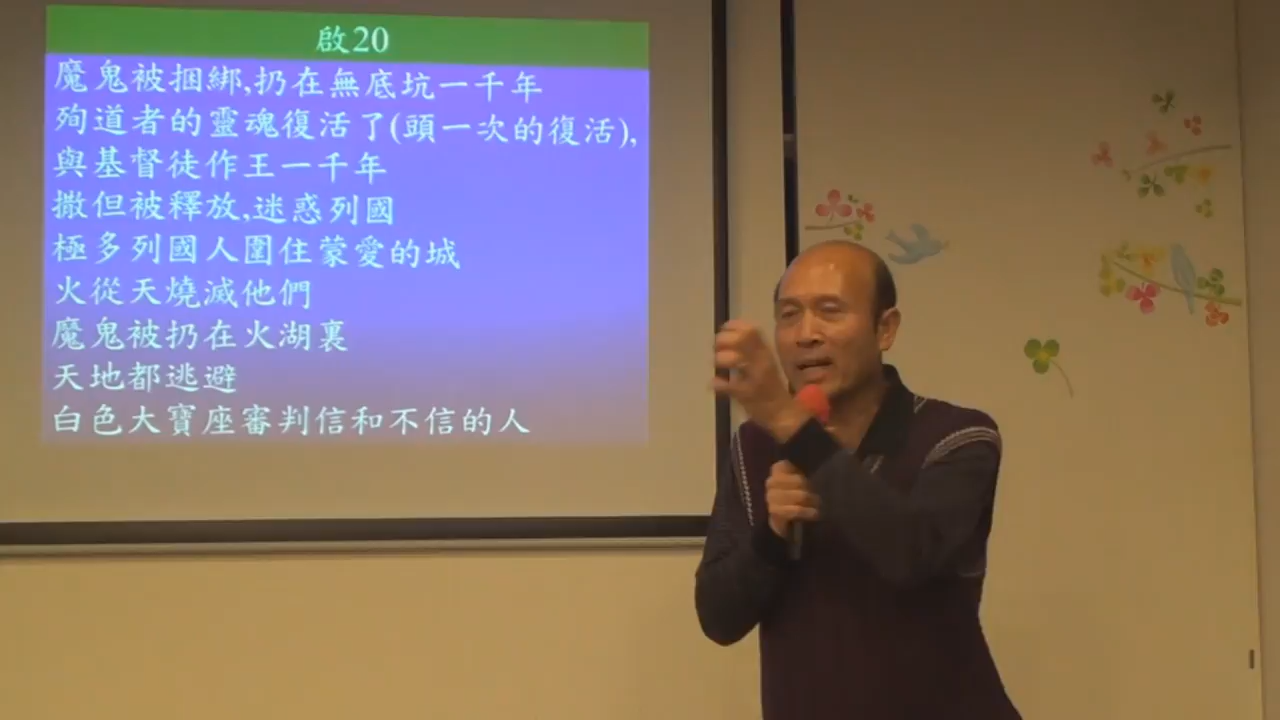 啟20
魔鬼被捆綁,扔在無底坑一千年
殉道者的靈魂復活了(頭一次的復活),
與基督徒作王一千年
撒但被釋放,迷惑列國
極多列國人圍住蒙愛的城
火從天燒滅他們
魔鬼被扔在火湖裏
天地都逃避
白色大寶座審判信和不信的人